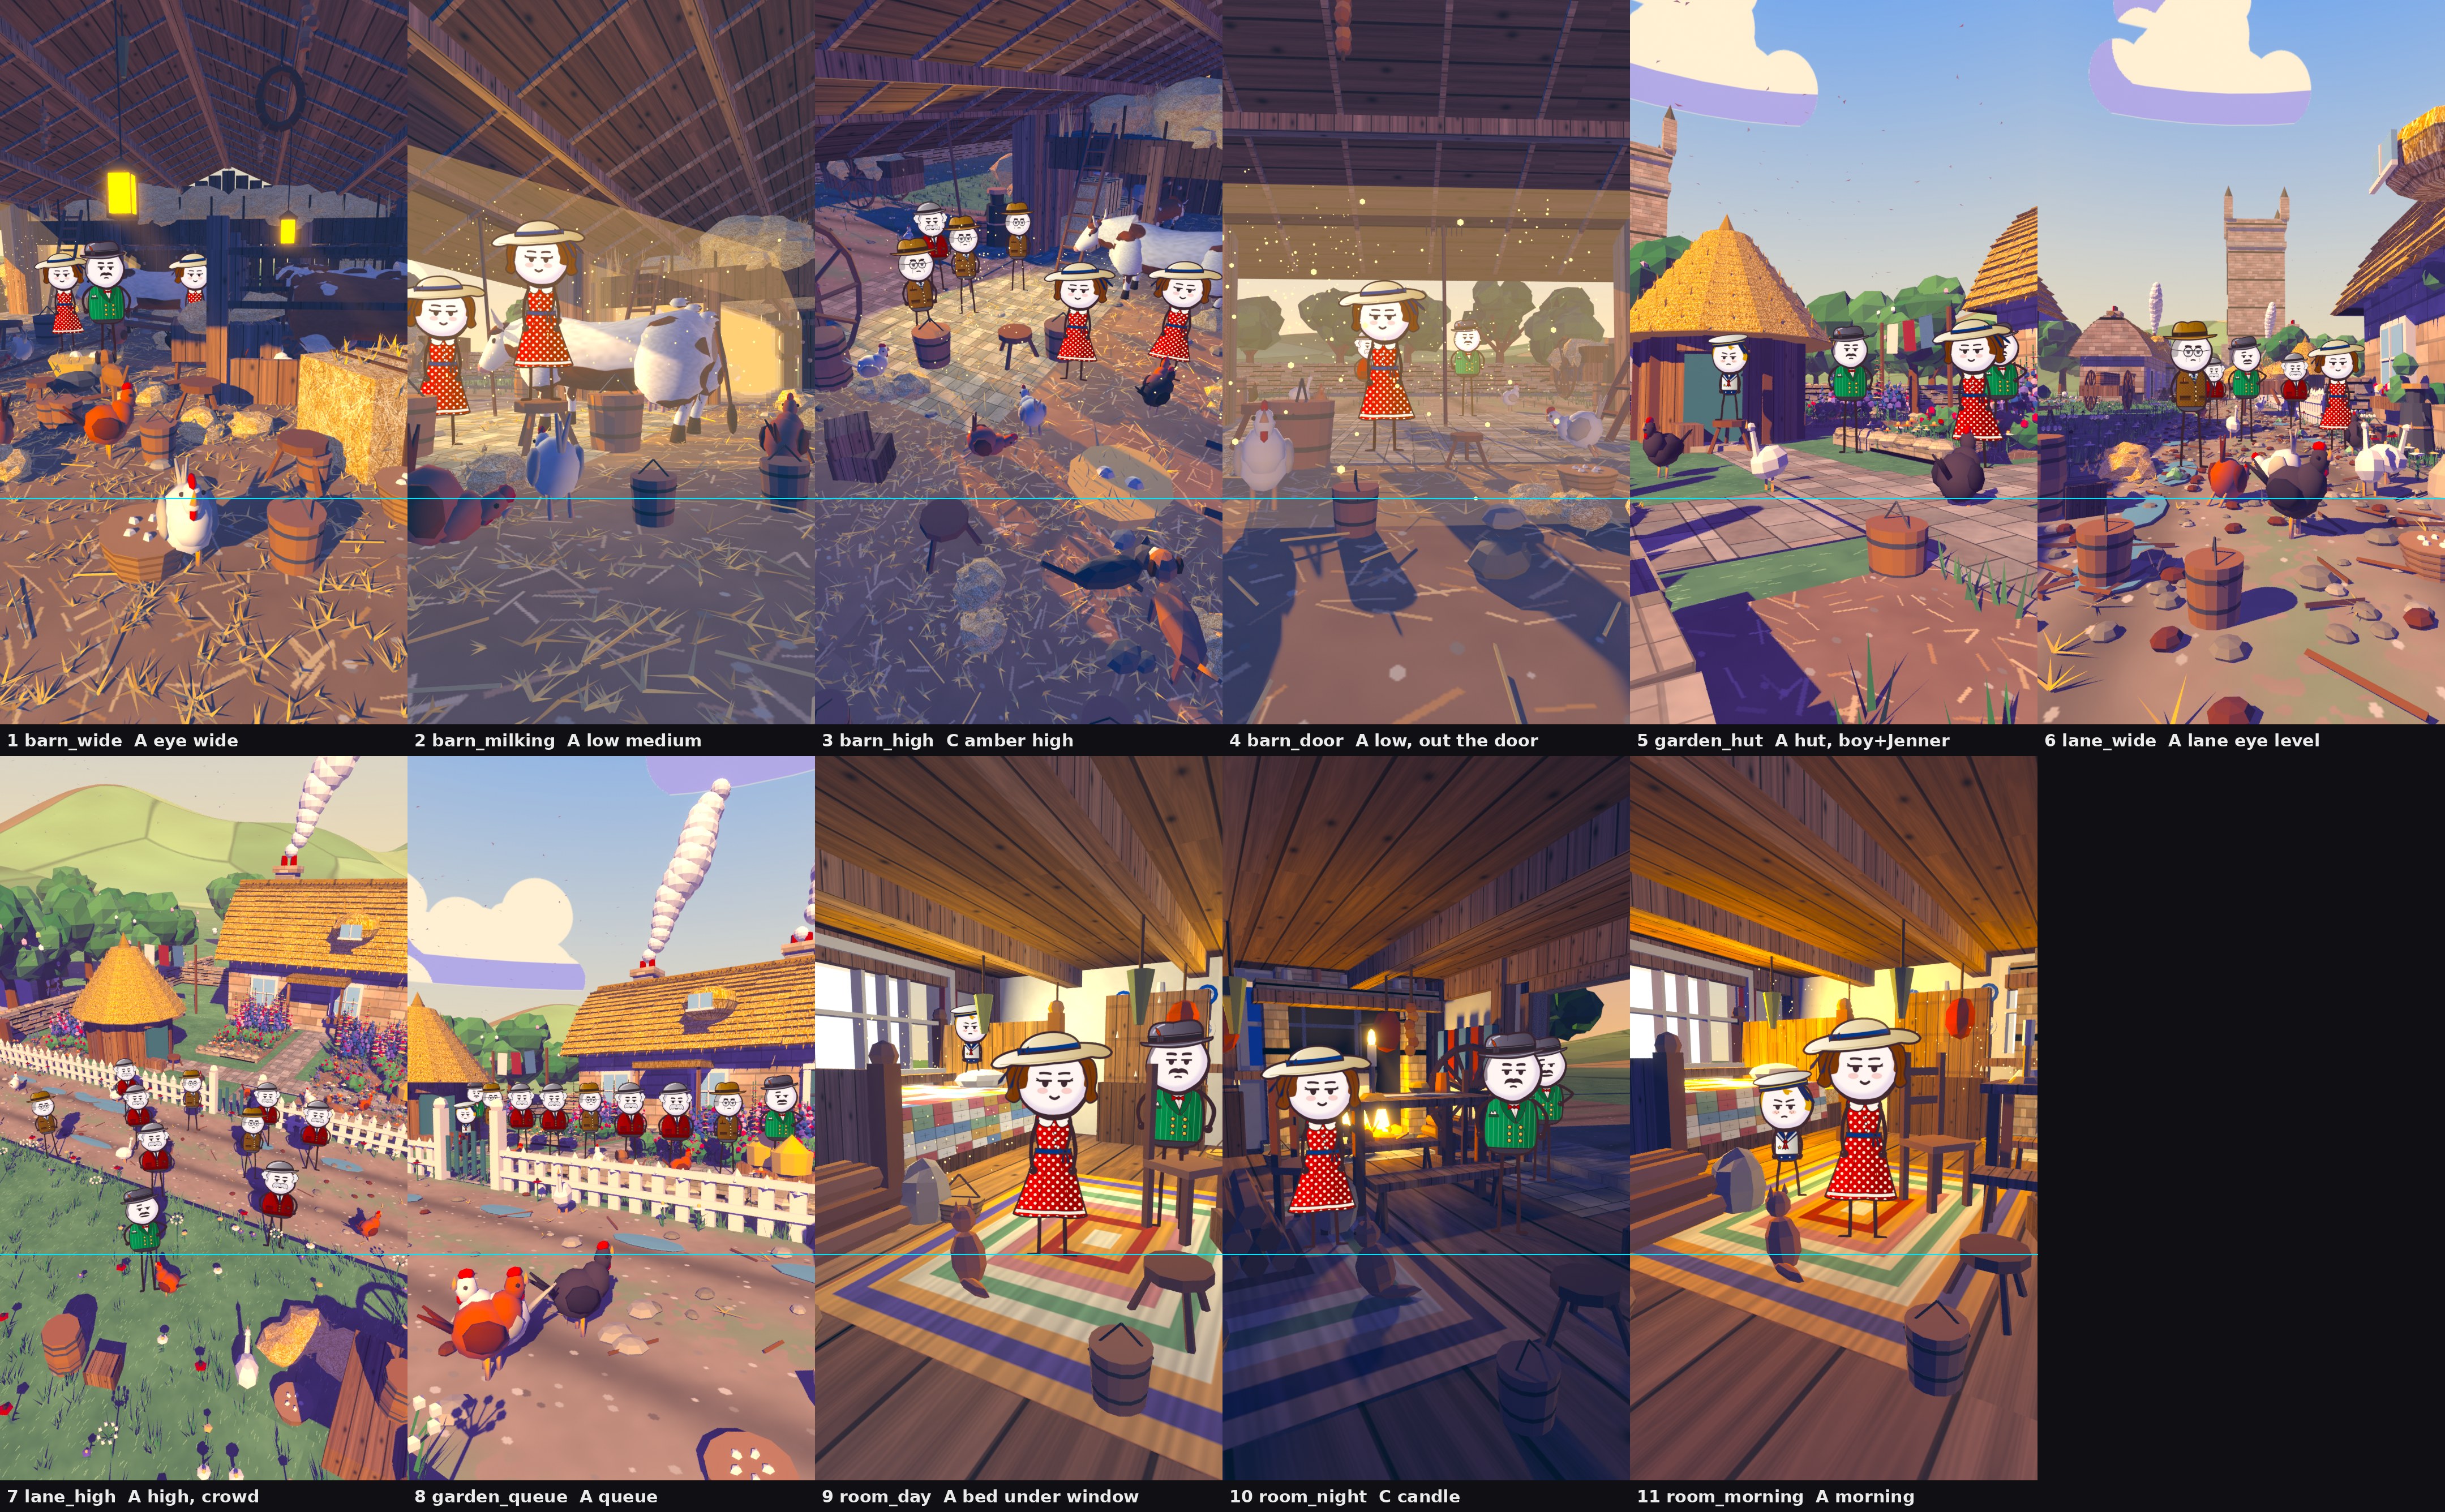 1 barn_wide A eye wide
2 barn_milking A low medium
3 barn_high C amber high
4 barn_door A low, out the door
5 garden_hut A hut, boy+Jenner
6 lane_wide A lane eye level
7 lane_high A high, crowd
8 garden_queue A queue
9 room_day A bed under window
10 room_night C candle
11 room_morning A morning